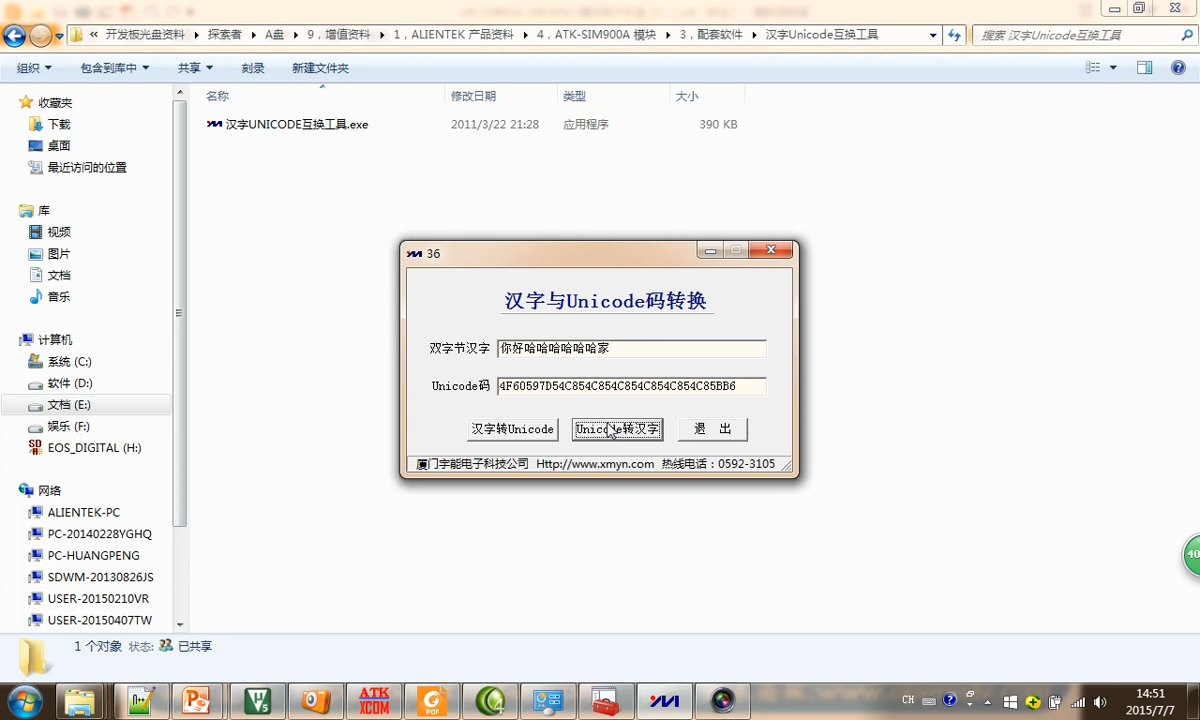 « 开发板光盘资料 ▸ 探索者 ▸ A盘 ▸ 9，增值资料 ▸ 1，ALIENTEK 产品资料 ▸ 4，ATK-SIM900A 模块 ▸ 3，配套软件 ▸ 汉字Unicode互换工具
搜索 汉字Unicode互换工具
组织 包含到库中 共享 刻录 新建文件夹
收藏夹
下载
桌面
最近访问的位置
库
视频
图片
文档
音乐
计算机
系统 (C:)
软件 (D:)
文档 (E:)
娱乐 (F:)
EOS_DIGITAL (H:)
网络
ALIENTEK-PC
PC-20140228YGHQ
PC-HUANGPENG
SDWM-20130826JS
USER-20150210VR
USER-20150407TW
名称 修改日期 类型 大小
汉字UNICODE互换工具.exe 2011/3/22 21:28 应用程序 390 KB
36
汉字与Unicode码转换
双字节汉字 你好哈哈哈哈哈哈家
Unicode码 4F60597D54C854C854C854C854C854C85BB6
汉字转Unicode Unicode转汉字 退 出
厦门宇能电子科技公司 Http://www.xmyn.com 热线电话：0592-3105
40
1 个对象 状态: 已共享
ATK
XCOM
PDF
CH
14:51
2015/7/7